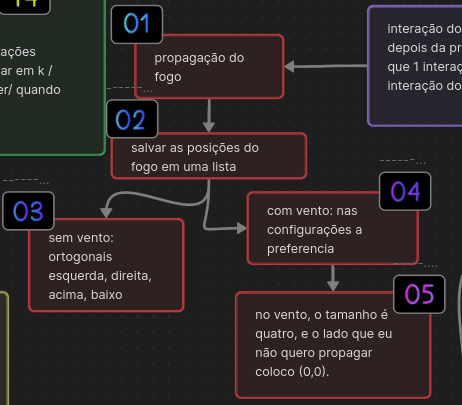 14
ações
ar em k /
er/ quando
01
propagação do
fogo
interação do
depois da pr
que 1 interaç
interação do
02
salvar as posições do
fogo em uma lista
03
sem vento:
ortogonais
esquerda, direita,
acima, baixo
04
com vento: nas
configurações a
preferencia
05
no vento, o tamanho é
quatro, e o lado que eu
não quero propagar
coloco (0,0).